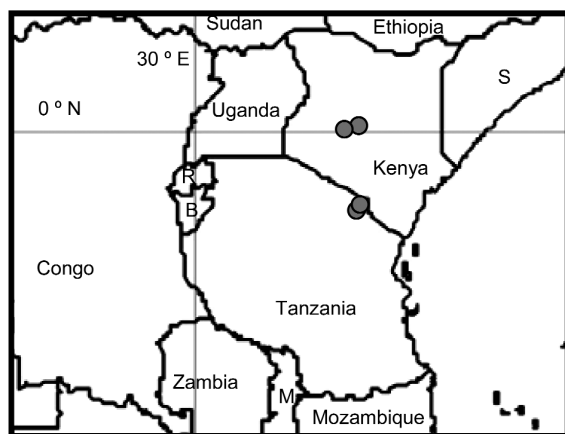 Sudan
Ethiopia
30 º E
S
0 º N
Uganda
Kenya
R
B
Congo
Tanzania
Zambia
M
Mozambique